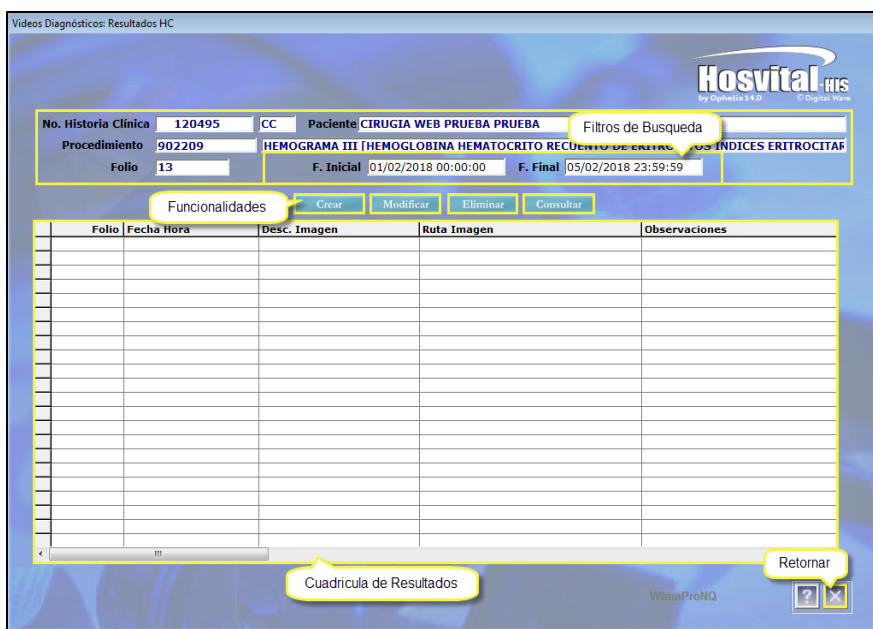 Videos Diagnósticos: Resultados HC
Hosvital-HIS
by Ophelia 14.0 ©Digital Ware
No. Historia Clínica 120495 CC Paciente CIRUGIA WEB PRUEBA PRUEBA
Filtros de Busqueda
Procedimiento 902209 HEMOGRAMA III [HEMOGLOBINA HEMATOCRITO RECUENTO DE ERITROCITOS INDICES ERITROCITAR
Folio 13 F. Inicial 01/02/2018 00:00:00 F. Final 05/02/2018 23:59:59
Funcionalidades Crear Modificar Eliminar Consultar
Folio Fecha Hora Desc. Imagen Ruta Imagen Observaciones
Retornar
Cuadricula de Resultados
WImaProNQ